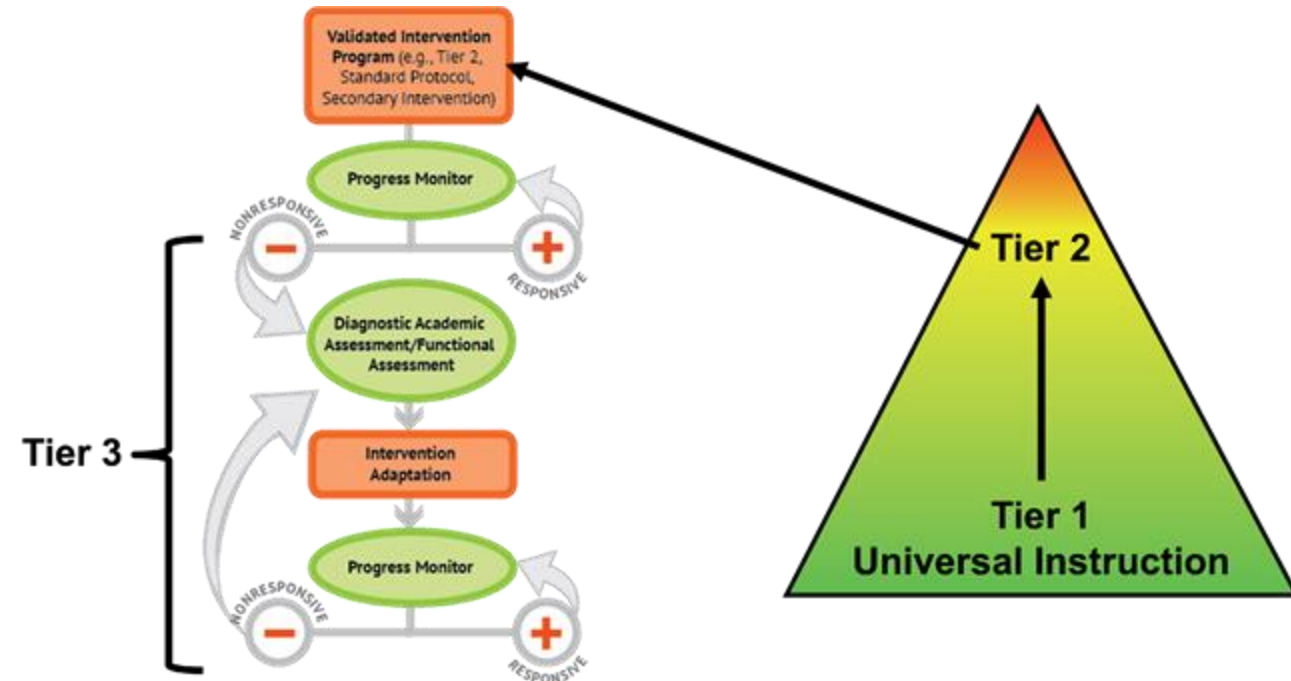 Validated Intervention
Program (e.g., Tier 2,
Standard Protocol,
Secondary Intervention)
Progress Monitor
NONRESPONSIVE
RESPONSIVE
Diagnostic Academic
Assessment/Functional
Assessment
Tier 3
Intervention
Adaptation
Progress Monitor
NONRESPONSIVE
RESPONSIVE
Tier 2
Tier 1
Universal Instruction